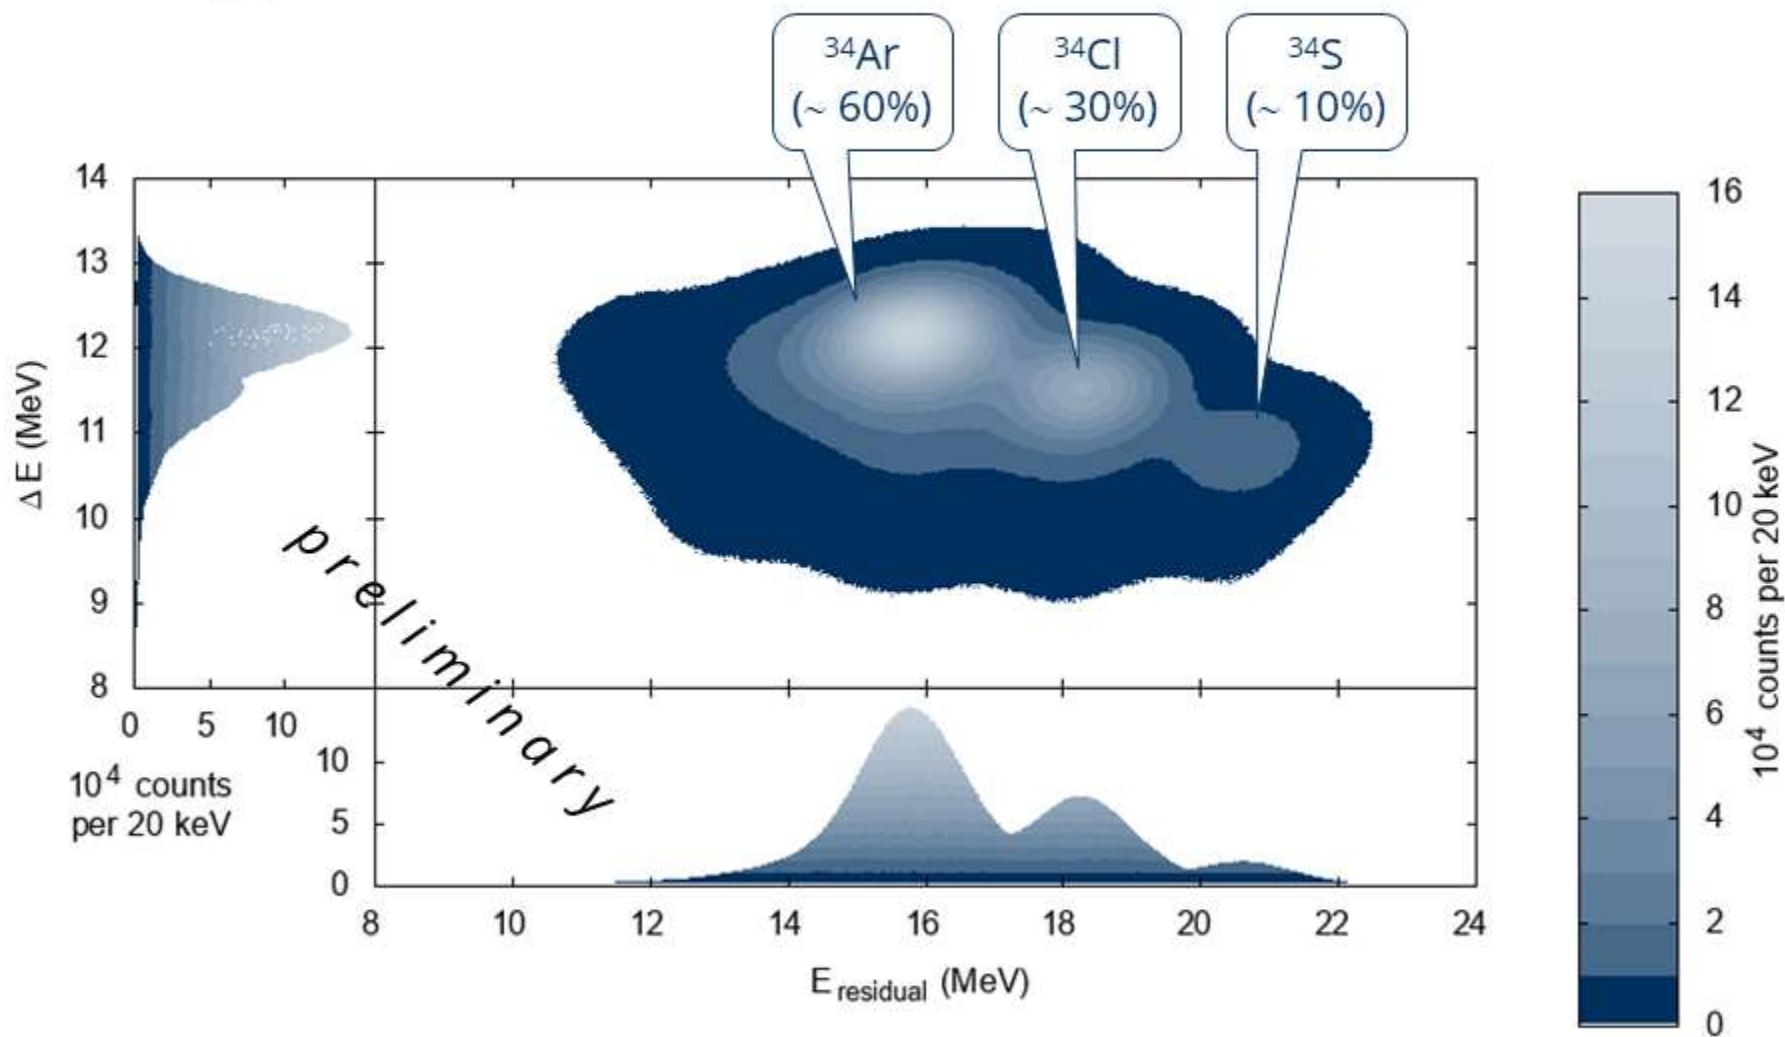 ³⁴Ar
(~ 60%)
³⁴Cl
(~ 30%)
³⁴S
(~ 10%)
14
13
12
11
10
9
8
ΔE (MeV)
0 5 10
10⁴ counts
per 20 keV
preliminary
10
5
0
8 10 12 14 16 18 20 22 24
E residual (MeV)
16
14
12
10
8
6
4
2
0
10⁴ counts per 20 keV